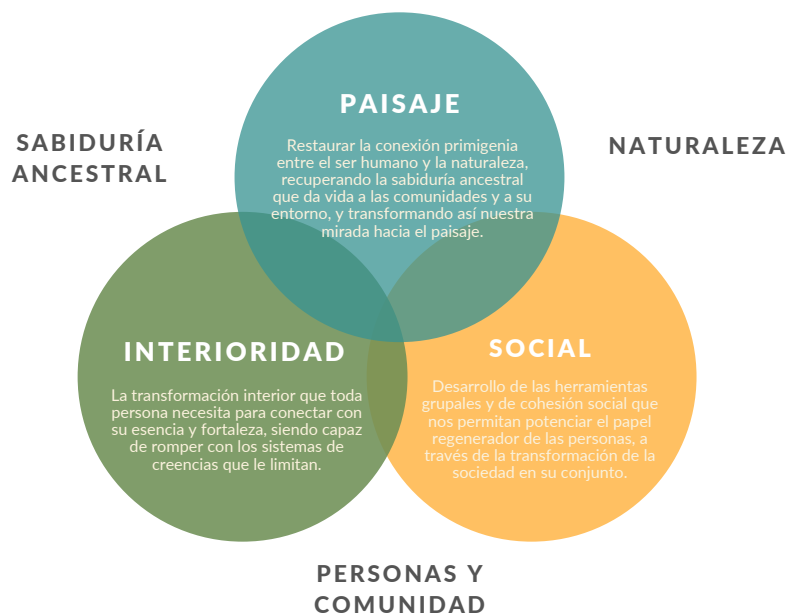 PAISAJE
Restaurar la conexión primigenia
entre el ser humano y la naturaleza,
recuperando la sabiduría ancestral
que da vida a las comunidades y a su
entorno, y transformando así nuestra
mirada hacia el paisaje.
SABIDURÍA
ANCESTRAL
NATURALEZA
INTERIORIDAD
La transformación interior que toda
persona necesita para conectar con
su esencia y fortaleza, siendo capaz
de romper con los sistemas de
creencias que le limitan.
SOCIAL
Desarrollo de las herramientas
grupales y de cohesión social que
nos permitan potenciar el papel
regenerador de las personas, a
través de la transformación de la
sociedad en su conjunto.
PERSONAS Y
COMUNIDAD